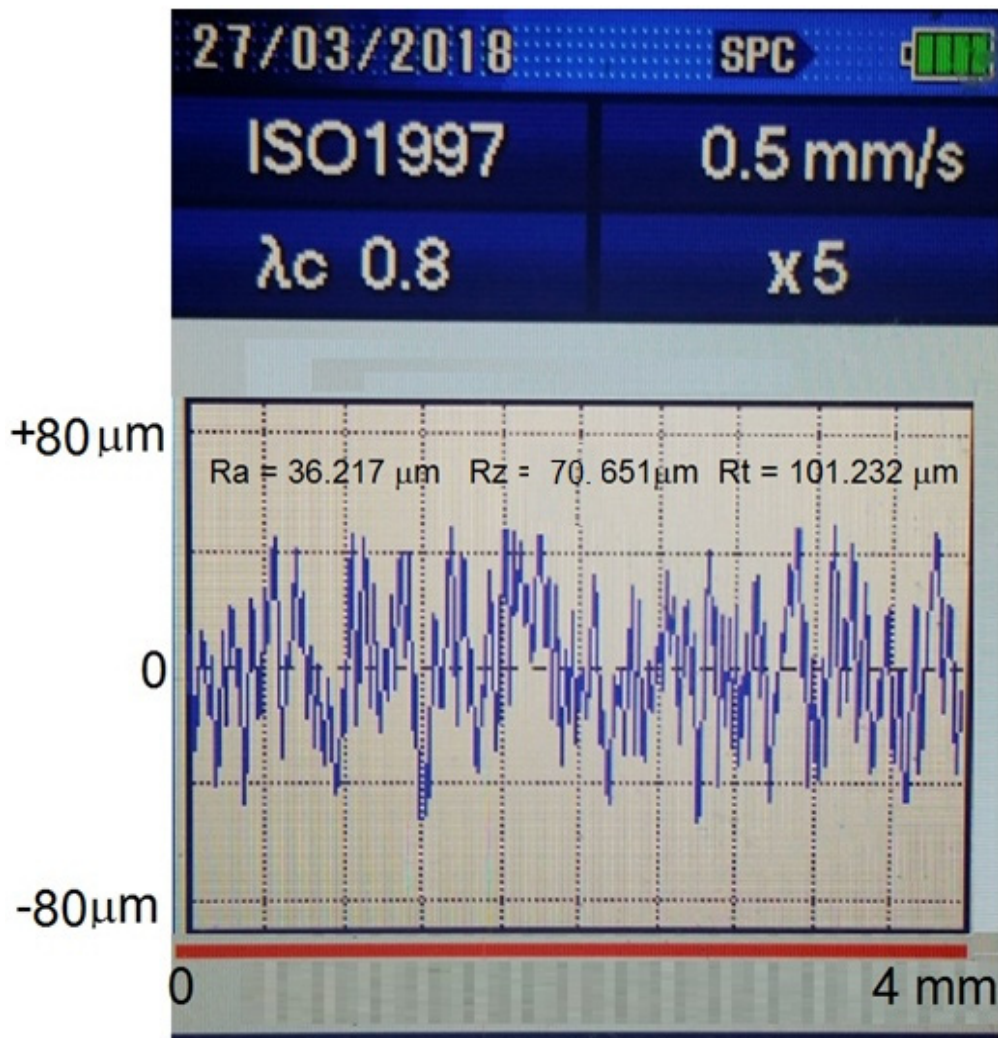 27/03/2018 SPC
ISO1997 0.5 mm/s
λc 0.8 x5
+80 µm
Ra = 36.217 µm Rz = 70.651µm Rt = 101.232 µm
0
-80µm
0 4 mm